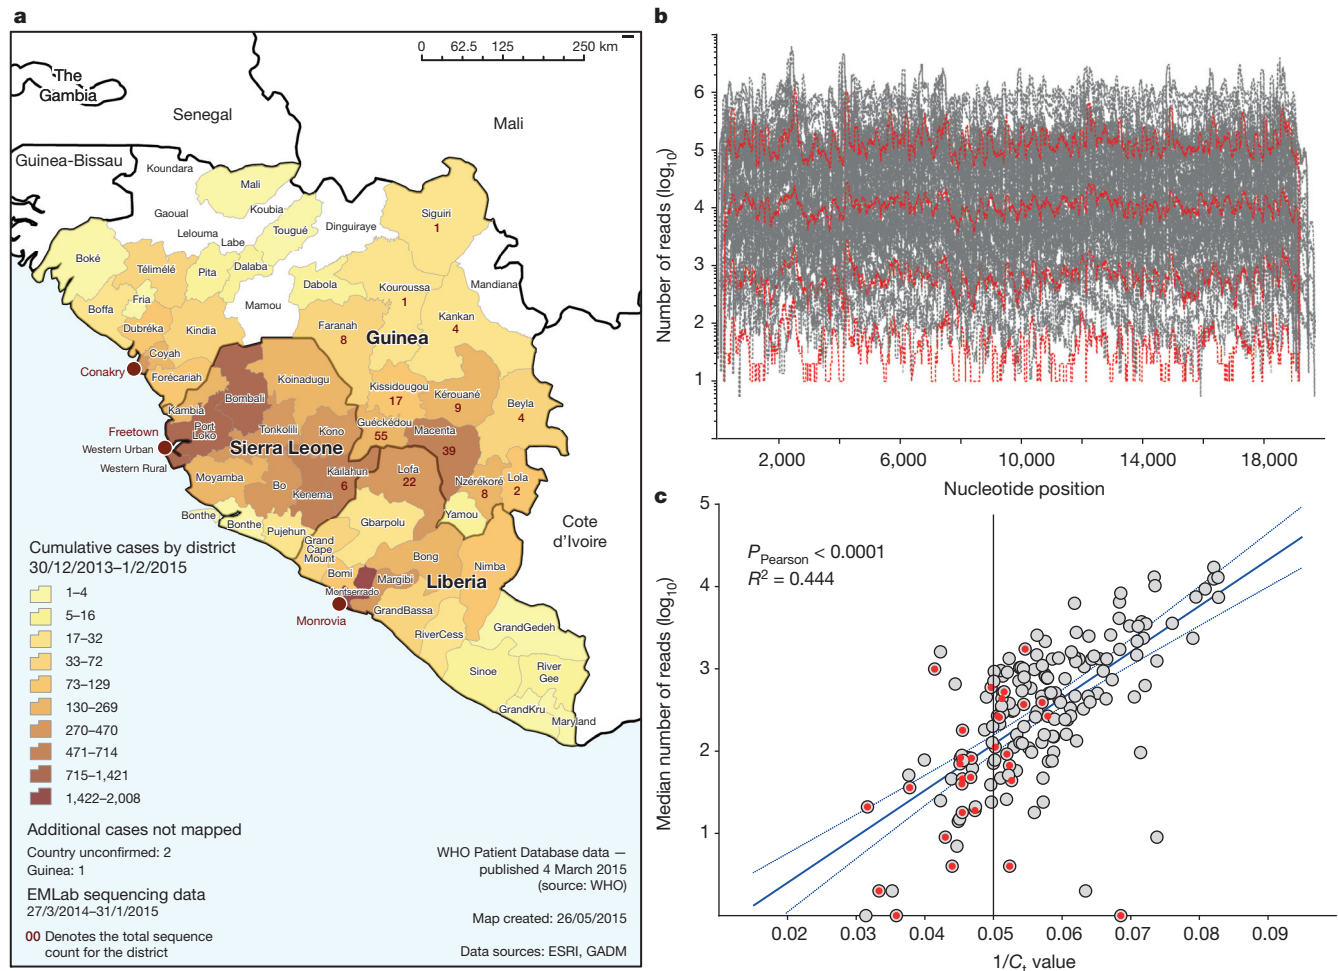 a
0 62.5 125 250 km
The
Gambia
Senegal
Mali
Guinea-Bissau
Koundara
Mali
Gaoual
Koubia
Siguiri
1
Lelouma
Labe
Tougué
Dinguiraye
Boké
Télimélé
Pita
Dalaba
Dabola
Kouroussa
1
Mandiana
Fria
Mamou
Boffa
Dubréka
Kindia
Faranah
8
Guinea
Kankan
4
Coyah
Conakry
Forécariah
Koinadugu
Kissidougou
17
Kérouané
9
Beyla
4
Kambia
Bombali
Port
Loko
Tonkolili
Kono
Guéckédou
55
Macenta
39
Freetown
Western Urban
Sierra Leone
Western Rural
Moyamba
Kailahun
6
Lofa
22
Nzérékoré
8
Lola
2
Bo
Kenema
Bonthe
Bonthe
Pujehun
Gbarpolu
Yamou
Cote
d'Ivoire
Grand
Cape
Mount
Bong
Nimba
Bomi
Margibi
Liberia
Montserrado
Monrovia
GrandBassa
RiverCess
GrandGedeh
Sinoe
River
Gee
GrandKru
Maryland
Cumulative cases by district
30/12/2013–1/2/2015
1–4
5–16
17–32
33–72
73–129
130–269
270–470
471–714
715–1,421
1,422–2,008
Additional cases not mapped
Country unconfirmed: 2
Guinea: 1
EMLab sequencing data
27/3/2014–31/1/2015
00 Denotes the total sequence
count for the district
WHO Patient Database data —
published 4 March 2015
(source: WHO)
Map created: 26/05/2015
Data sources: ESRI, GADM
b
Number of reads (log10)
6
5
4
3
2
1
2,000 6,000 10,000 14,000 18,000
Nucleotide position
c
Median number of reads (log10)
5
4
3
2
1
PPearson < 0.0001
R² = 0.444
0.02 0.03 0.04 0.05 0.06 0.07 0.08 0.09
1/Ct value